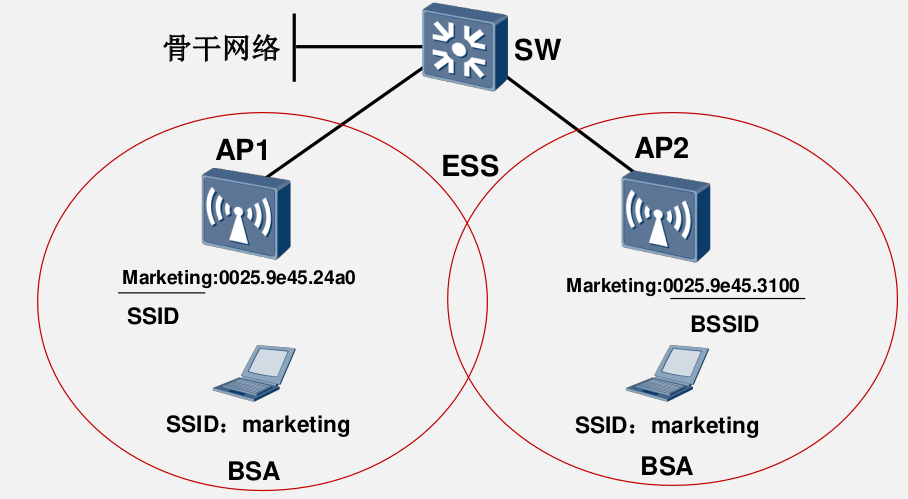 骨干网络
SW
AP1
ESS
AP2
Marketing:0025.9e45.24a0
SSID
Marketing:0025.9e45.3100
BSSID
SSID：marketing
BSA
SSID：marketing
BSA